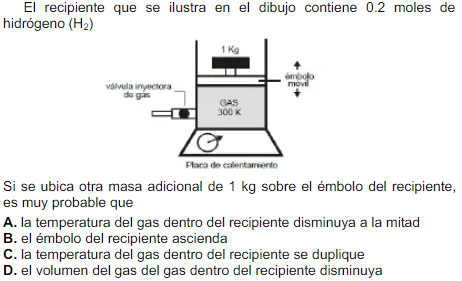 El recipiente que se ilustra en el dibujo contiene 0.2 moles de
hidrógeno (H₂)
1 Kg
émbolo
móvil
válvula inyectora
de gas
GAS
300 K
Placa de calentamiento
Si se ubica otra masa adicional de 1 kg sobre el émbolo del recipiente,
es muy probable que
A. la temperatura del gas dentro del recipiente disminuya a la mitad
B. el émbolo del recipiente ascienda
C. la temperatura del gas dentro del recipiente se duplique
D. el volumen del gas del gas dentro del recipiente disminuya